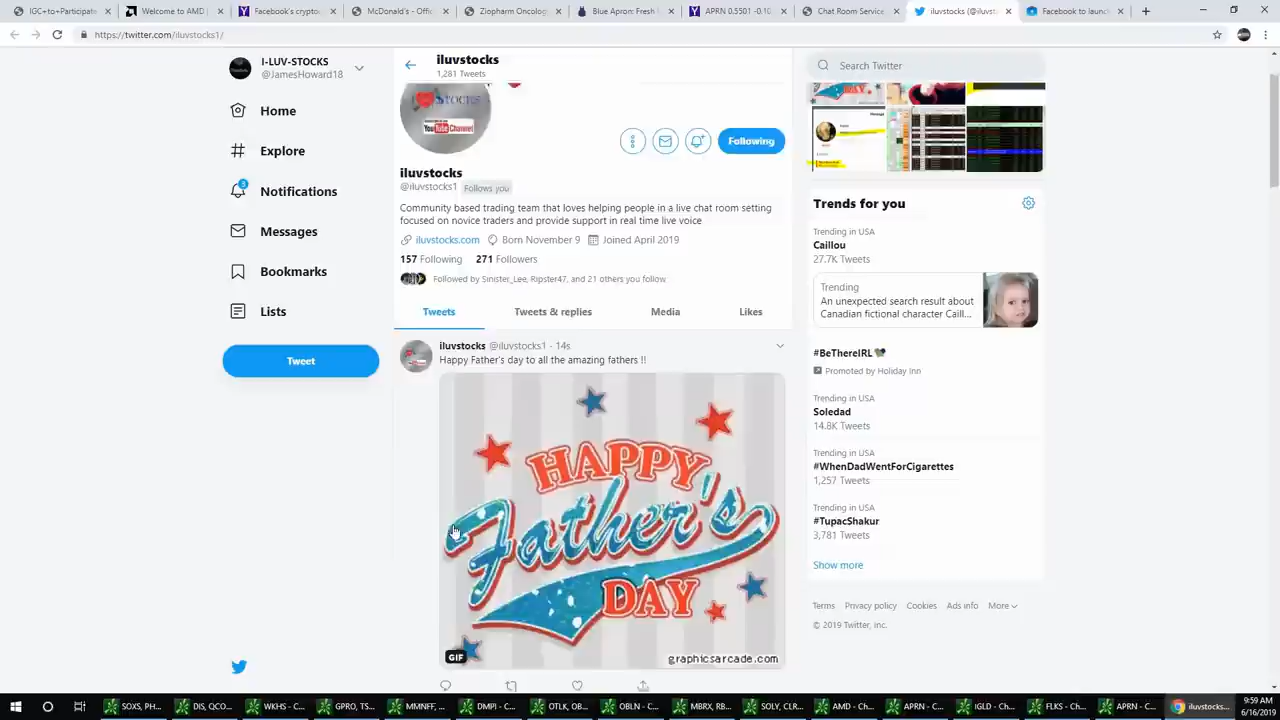 IGC+to+Participate
Welcome to AMD |
Facebook's crypto
McDonald's - Offic
Ziopharm Oncolog
Blue Apron: Fresh
APRN 0.5501 -0.10
Chat Room Service
iluvstocks (@iluvst
Facebook to launc
https://twitter.com/iluvstocks1/
I-LUV-STOCKS
@JamesHoward18
Home
Explore
Notifications
Messages
Bookmarks
Lists
Tweet
iluvstocks
1,281 Tweets
STOCKS
YouTube Channel
Following
iluvstocks
@iluvstocks1 Follows you
Community based trading team that loves helping people in a live chat room setting
focused on novice traders and provide support in real time live voice
iluvstocks.com Born November 9 Joined April 2019
157 Following 271 Followers
Followed by Sinister_Lee, Ripster47, and 21 others you follow
Tweets Tweets & replies Media Likes
iluvstocks @iluvstocks1 · 14s
Happy Father's day to all the amazing fathers !!
HAPPY
Father's
DAY
GIF
graphicsarcade.com
Search Twitter
Trends for you
Trending in USA
Caillou
27.7K Tweets
Trending
An unexpected search result about
Canadian fictional character Caill...
#BeThereIRL
Promoted by Holiday Inn
Trending in USA
Soledad
14.8K Tweets
Trending in USA
#WhenDadWentForCigarettes
1,257 Tweets
Trending in USA
#TupacShakur
3,781 Tweets
Show more
Terms Privacy policy Cookies Ads info More
© 2019 Twitter, Inc.
SOXS, PH...
DIS, QCO...
WKHS - C...
PRO, TS...
MMNFF, ...
DMPI - C...
OTLK, OB...
OBLN - C...
MBRX, RB...
SOLY, CLR...
AMD - Ch...
APRN - C...
IGLD - Ch...
FLKS - Ch...
APRN - C...
iluvstocks...
9:59 AM
6/16/2019